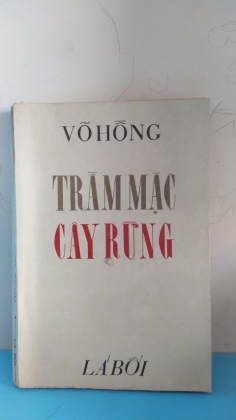 VÕ HỒNG
TRẦM MẶC
CÂY RỪNG
LÁ BỐI